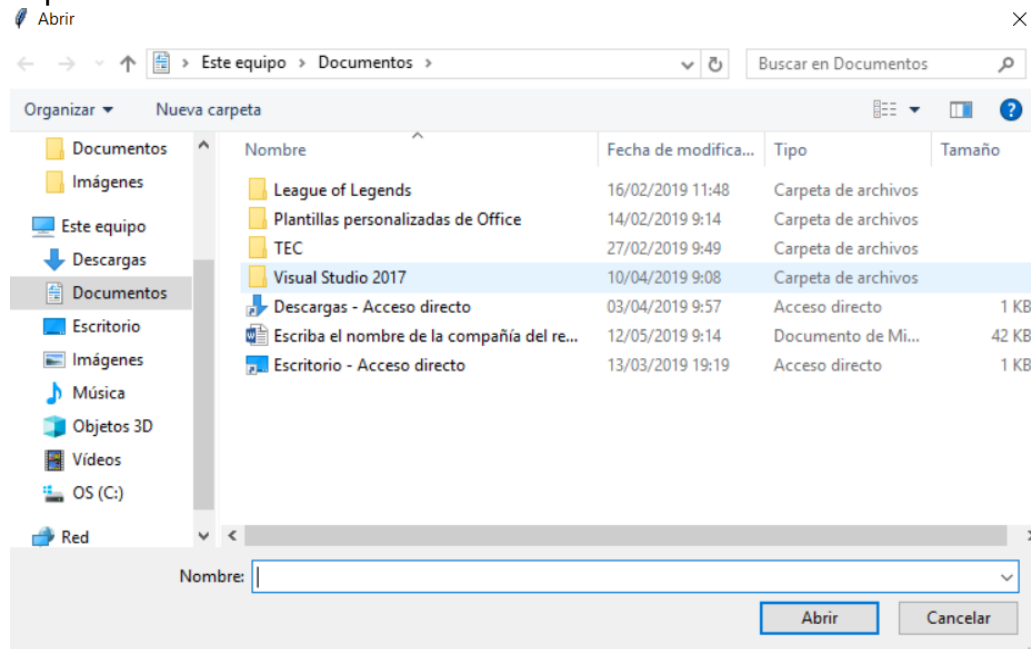 Abrir
Este equipo > Documentos >
Buscar en Documentos
Organizar
Nueva carpeta
Documentos
Imágenes
Este equipo
Descargas
Documentos
Escritorio
Imágenes
Música
Objetos 3D
Vídeos
OS (C:)
Red
Nombre Fecha de modifica... Tipo Tamaño
League of Legends 16/02/2019 11:48 Carpeta de archivos
Plantillas personalizadas de Office 14/02/2019 9:14 Carpeta de archivos
TEC 27/02/2019 9:49 Carpeta de archivos
Visual Studio 2017 10/04/2019 9:08 Carpeta de archivos
Descargas - Acceso directo 03/04/2019 9:57 Acceso directo 1 KB
Escriba el nombre de la compañía del re... 12/05/2019 9:14 Documento de Mi... 42 KB
Escritorio - Acceso directo 13/03/2019 19:19 Acceso directo 1 KB
Nombre:
Abrir
Cancelar